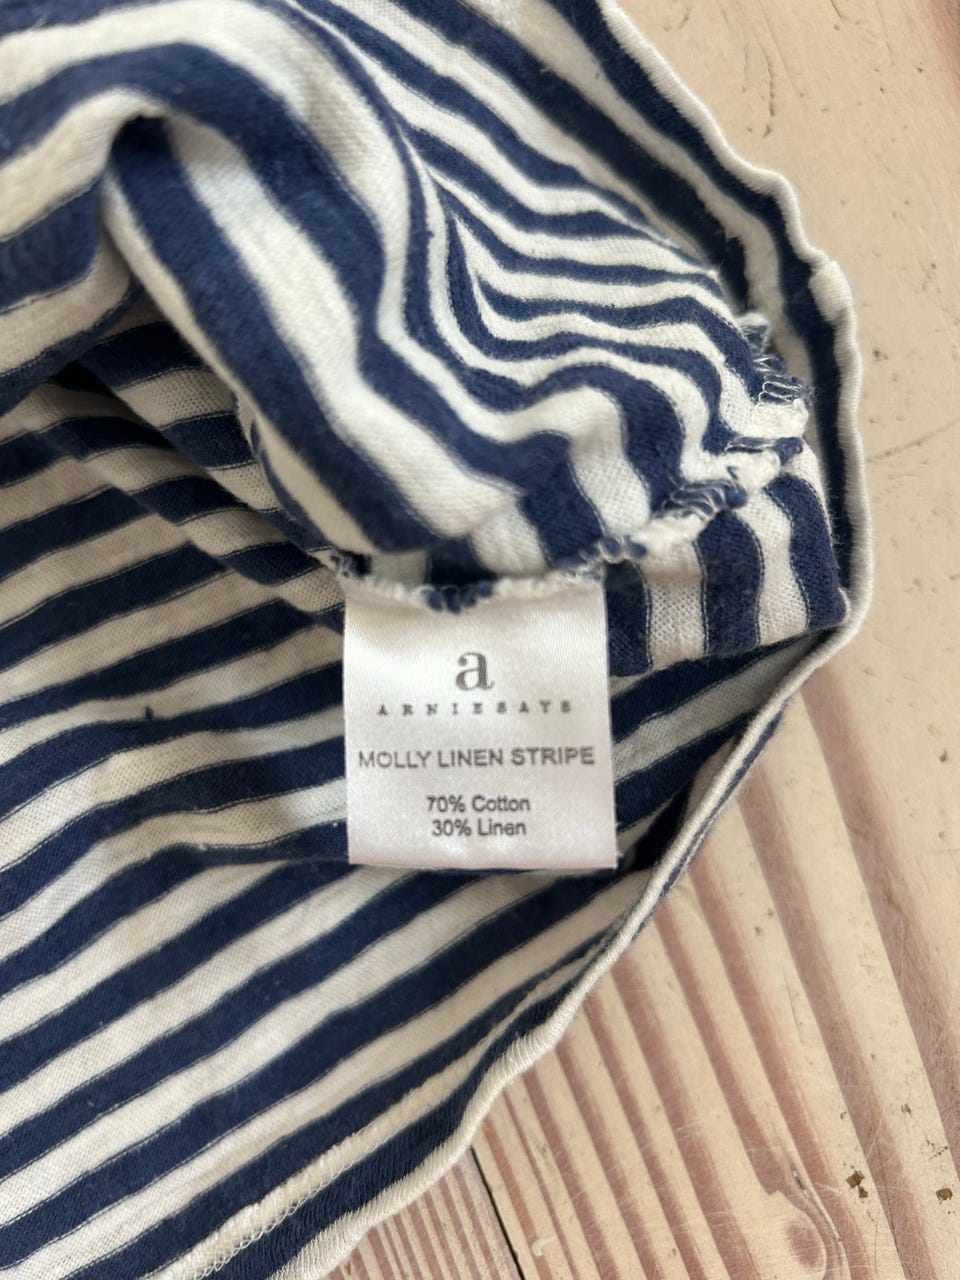 a
ARNIESAYS
MOLLY LINEN STRIPE
70% Cotton
30% Linen